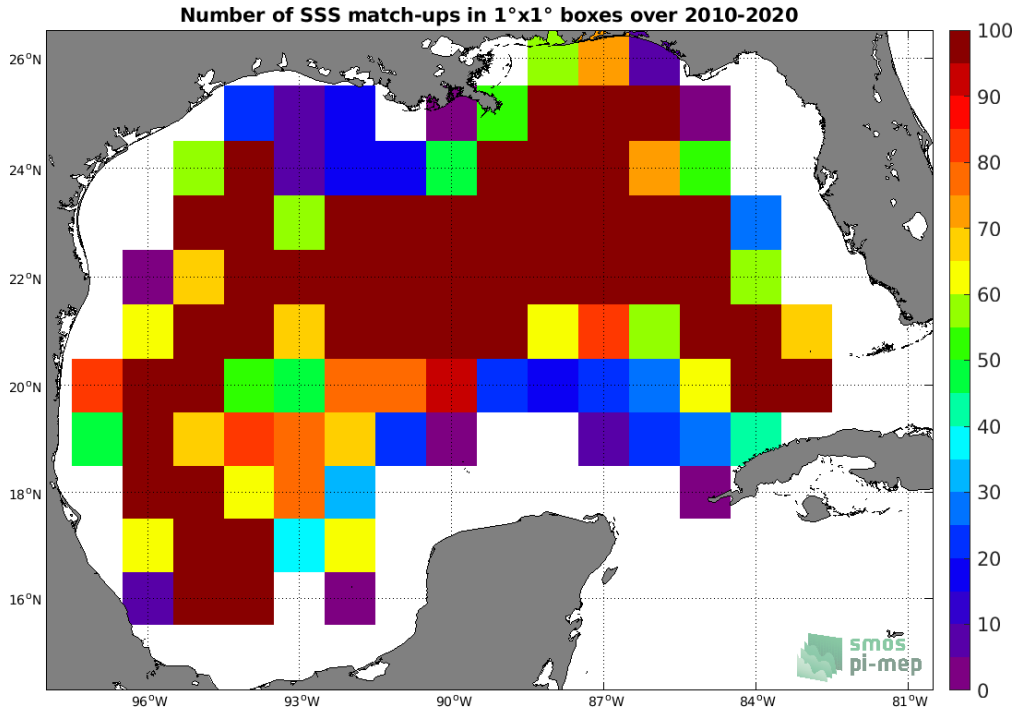 Number of SSS match-ups in 1°x1° boxes over 2010-2020
26°N
24°N
22°N
20°N
18°N
16°N
96°W
93°W
90°W
87°W
84°W
81°W
100
90
80
70
60
50
40
30
20
10
0
smos
pi-mep